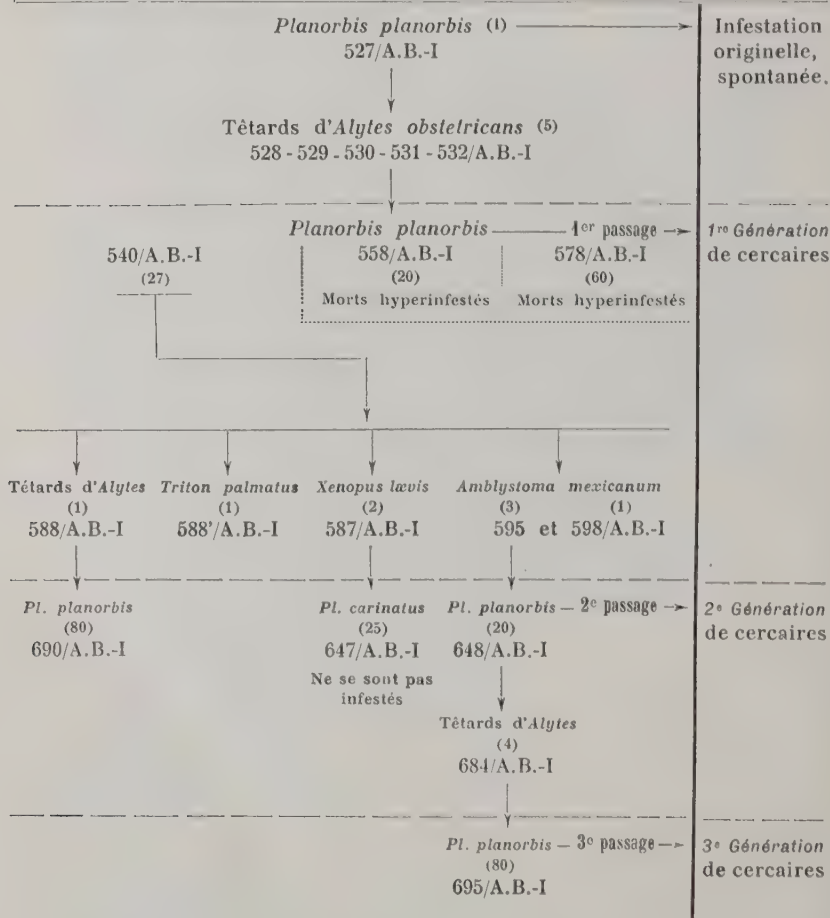 Planorbis planorbis (1)
Infestation
527/A.B.-I
originelle,
spontanée.
Têtards d'Alytes obstetricans (5)
528 - 529 - 530 - 531 - 532/A.B.-I
Planorbis planorbis 1er passage
1re Génération
540/A.B.-I
558/A.B.-I
578/A.B.-I
de cercaires
(27)
(20)
(60)
Morts hyperinfestés
Morts hyperinfestés
Têtards d'Alytes
Triton palmatus
Xenopus lævis
Amblystoma mexicanum
(1)
(1)
(2)
(3)
(1)
588/A.B.-I
588'/A.B.-I
587/A.B.-I
595 et 598/A.B.-I
Pl. planorbis
Pl. carinatus
Pl. planorbis — 2e passage
2e Génération
(80)
(25)
(20)
de cercaires
690/A.B.-I
647/A.B.-I
648/A.B.-I
Ne se sont pas
infestés
Têtards d'Alytes
(4)
684/A.B.-I
Pl. planorbis — 3e passage
3e Génération
(80)
de cercaires
695/A.B.-I